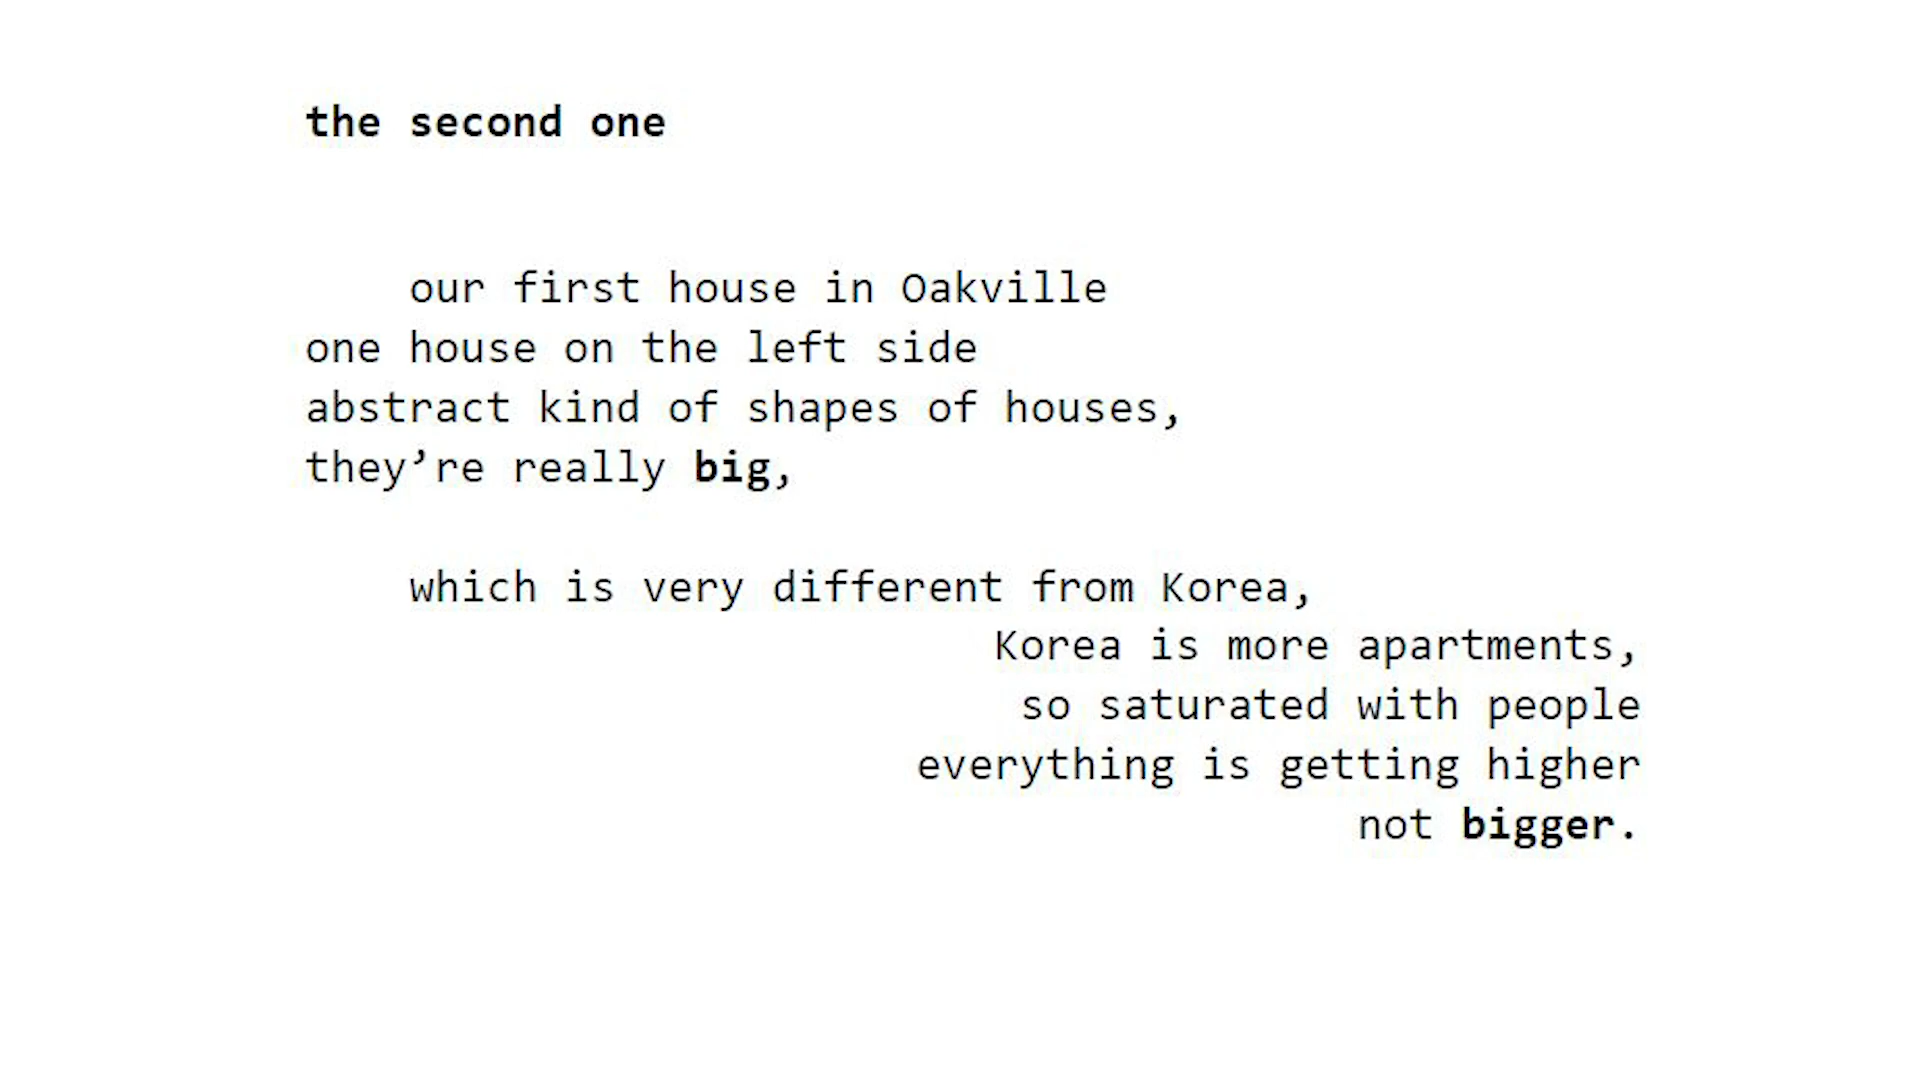 the second one
our first house in Oakville
one house on the left side
abstract kind of shapes of houses,
they’re really big,
which is very different from Korea,
Korea is more apartments,
so saturated with people
everything is getting higher
not bigger.